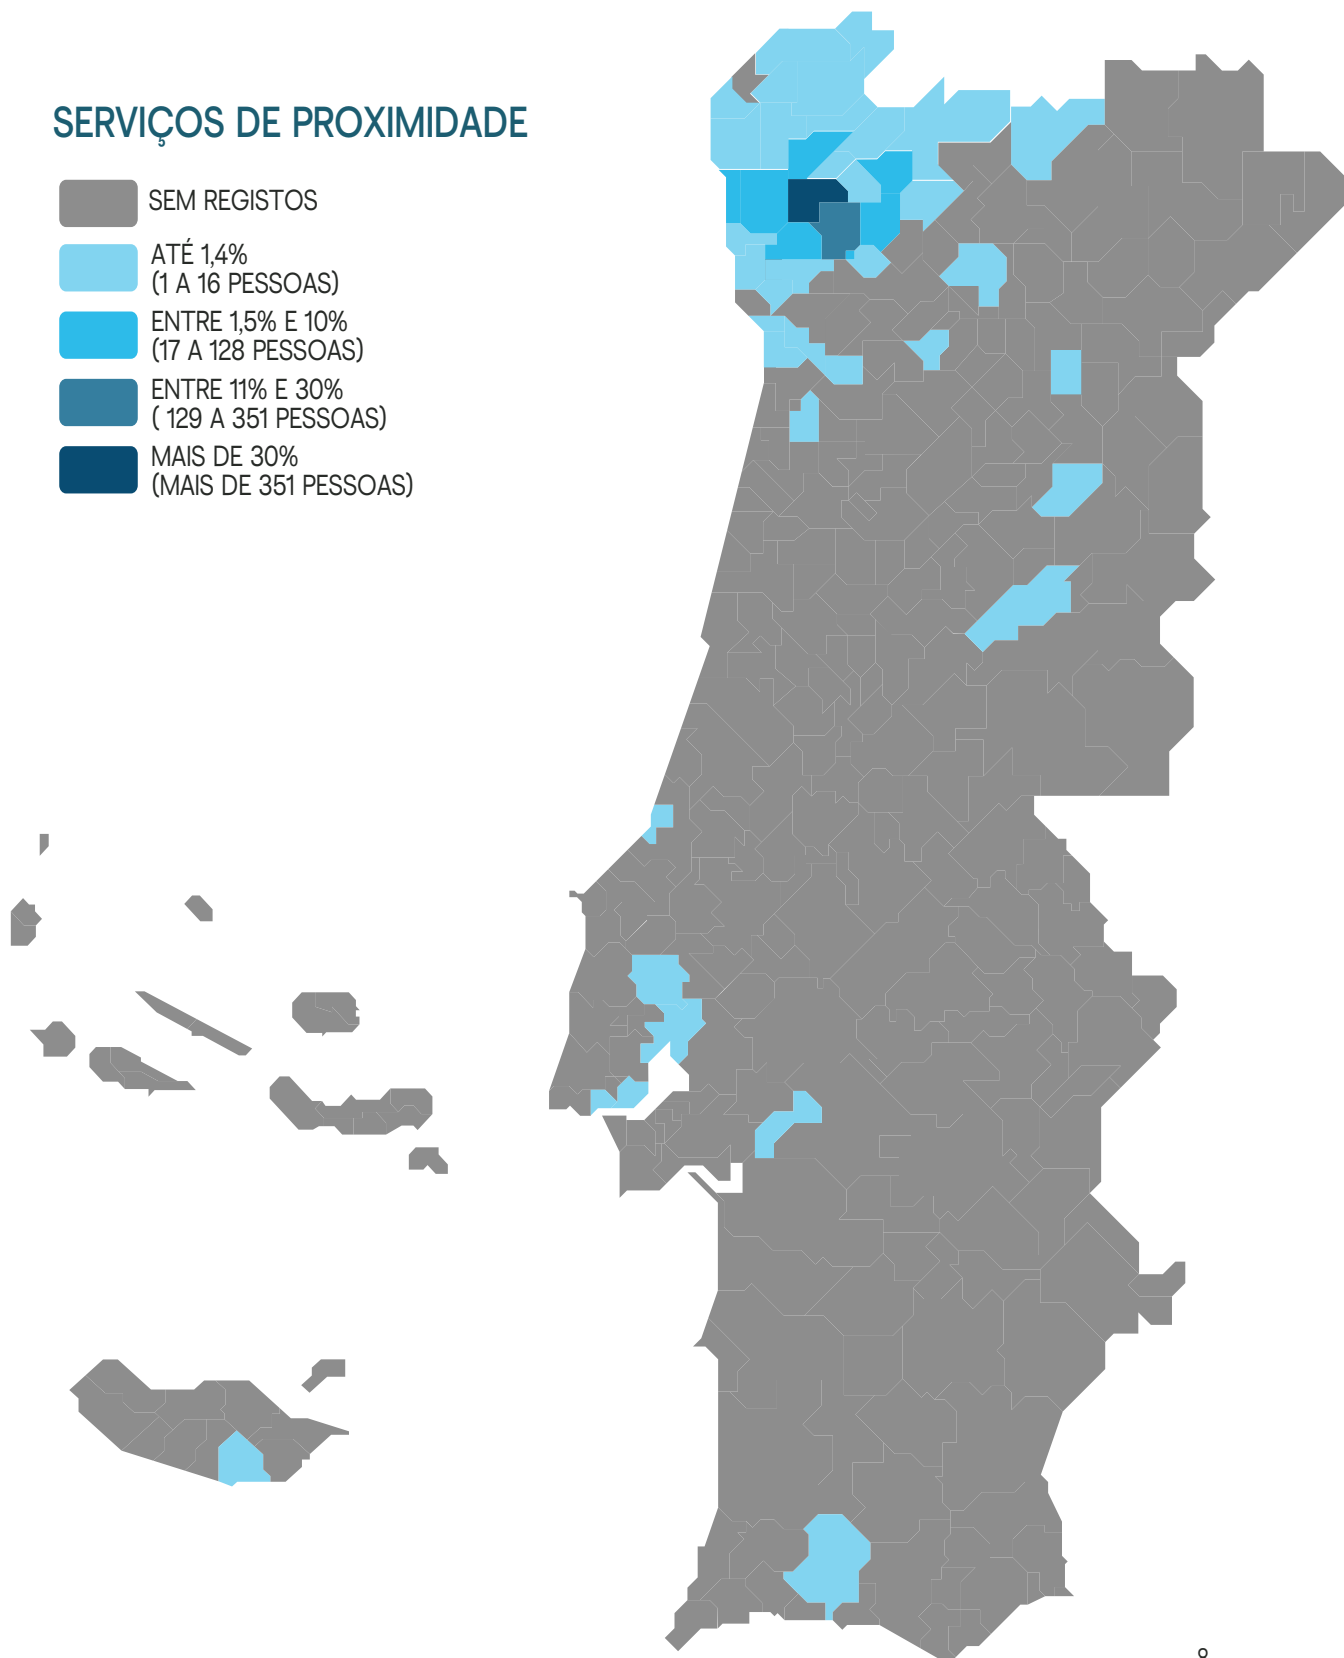 SERVIÇOS DE PROXIMIDADE
SEM REGISTOS
ATÉ 1,4%
(1 A 16 PESSOAS)
ENTRE 1,5% E 10%
(17 A 128 PESSOAS)
ENTRE 11% E 30%
( 129 A 351 PESSOAS)
MAIS DE 30%
(MAIS DE 351 PESSOAS)